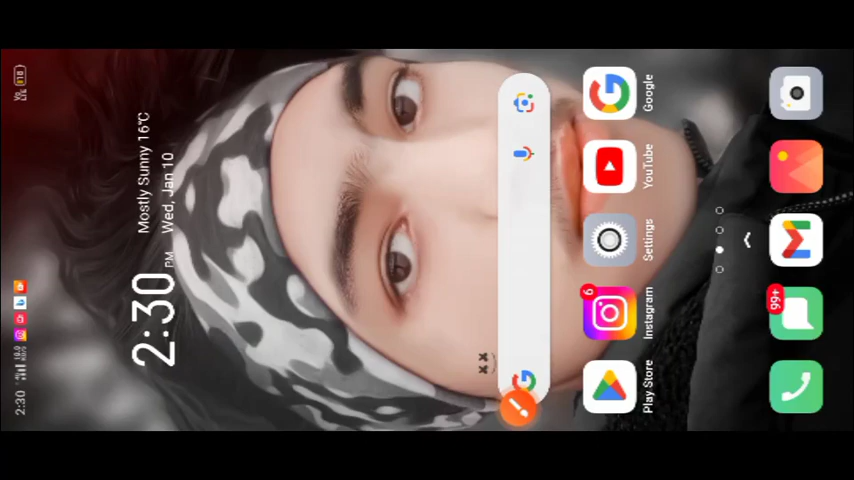 2:30
2:30 PM
Mostly Sunny 16°C
Wed, Jan 10
Play Store
Instagram
6
Settings
YouTube
Google
99+